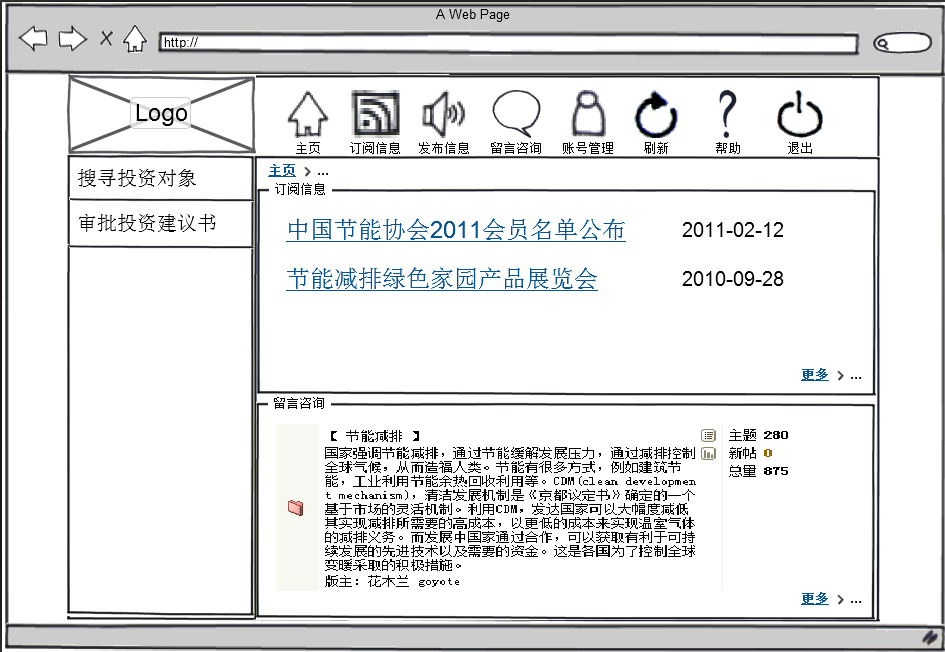 A Web Page
http://
Logo
主页 订阅信息 发布信息 留言咨询 账号管理 刷新 帮助 退出
搜寻投资对象
审批投资建议书
主页 > ...
订阅信息
中国节能协会2011会员名单公布 2011-02-12
节能减排绿色家园产品展览会 2010-09-28
更多 > ...
留言咨询
【 节能减排 】
国家强调节能减排，通过节能缓解发展压力，通过减排控制
全球气候，从而造福人类。节能有很多方式，例如建筑节
能，工业利用节能余热回收利用等。CDM(clean developmen
t mechanism)，清洁发展机制是《京都议定书》确定的一个
基于市场的灵活机制。利用CDM，发达国家可以大幅度减低
其实现减排所需要的高成本，以更低的成本来实现温室气体
的减排义务。而发展中国家通过合作，可以获取有利于可持
续发展的先进技术以及需要的资金。这是各国为了控制全球
变暖采取的积极措施。
版主: 花木兰 goyote
主题 280
新帖 0
总量 875
更多 > ...